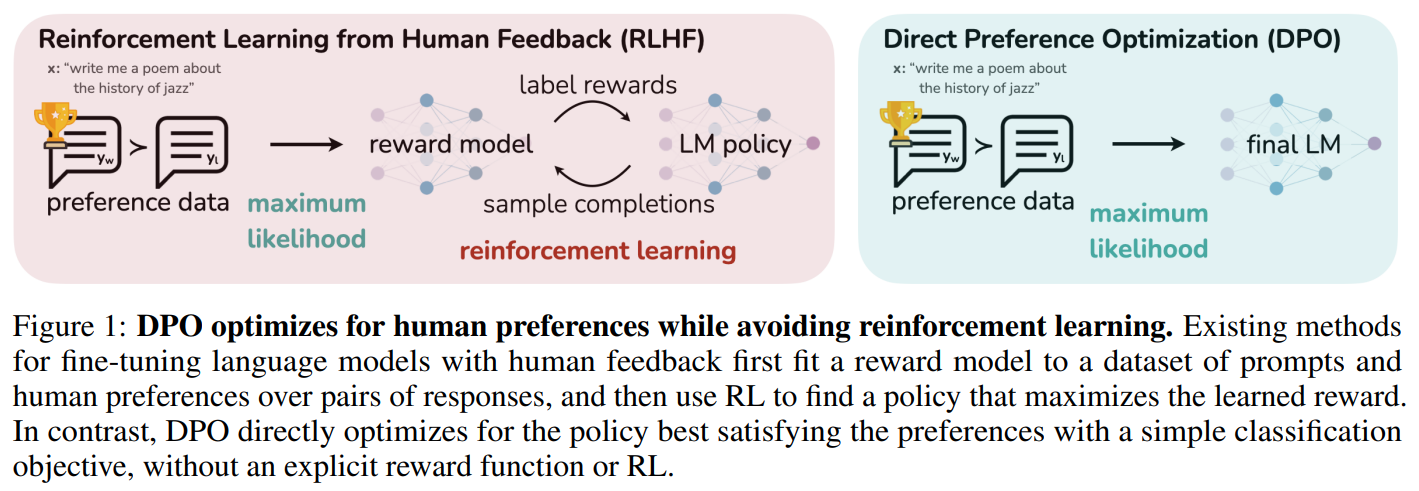 Reinforcement Learning from Human Feedback (RLHF)
x: “write me a poem about
the history of jazz”
label rewards
yw
≻
yl
reward model
LM policy
preference data
maximum
likelihood
sample completions
reinforcement learning
Direct Preference Optimization (DPO)
x: “write me a poem about
the history of jazz”
yw
≻
yl
final LM
preference data
maximum
likelihood
Figure 1: DPO optimizes for human preferences while avoiding reinforcement learning. Existing methods
for fine-tuning language models with human feedback first fit a reward model to a dataset of prompts and
human preferences over pairs of responses, and then use RL to find a policy that maximizes the learned reward.
In contrast, DPO directly optimizes for the policy best satisfying the preferences with a simple classification
objective, without an explicit reward function or RL.